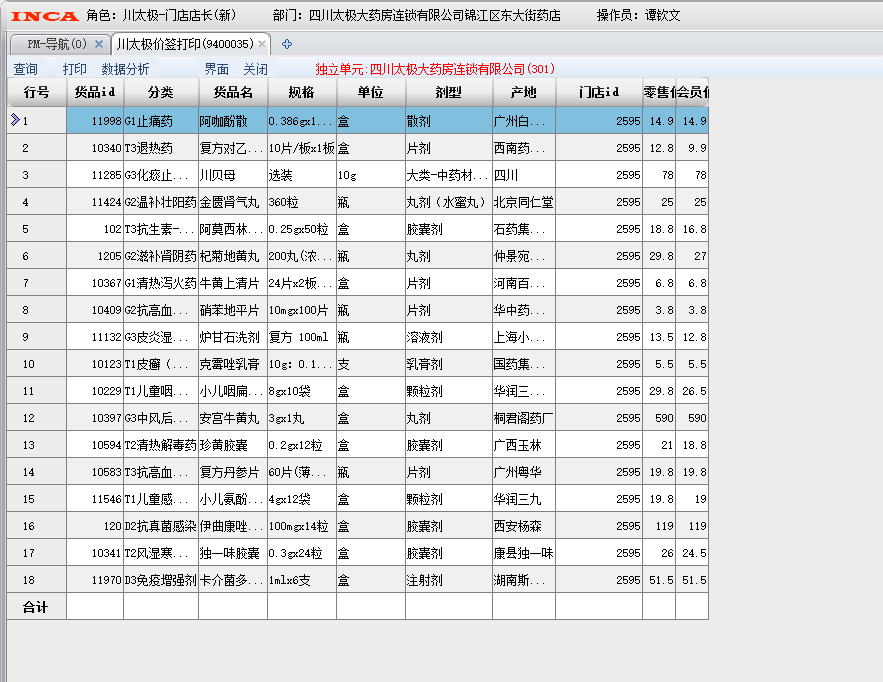 INCA 角色：川太极-门店店长(新) 部门：四川太极大药房连锁有限公司锦江区东大街药店 操作员：谭钦文
PM-导航(0) × 川太极价签打印(9400035) ×
查询 打印 数据分析 界面 关闭 独立单元:四川太极大药房连锁有限公司(301)
行号 货品id 分类 货品名 规格 单位 剂型 产地 门店id 零售价 会员价
1 11998 G1止痛药 阿咖酚散 0.386gx1... 盒 散剂 广州白... 2595 14.9 14.9
2 10340 T3退热药 复方对乙... 10片/板x1板 盒 片剂 西南药... 2595 12.8 9.9
3 11285 G3化痰止... 川贝母 选装 10g 大类-中药材... 四川 2595 78 78
4 11424 G2温补壮阳药 金匮肾气丸 360粒 瓶 丸剂（水蜜丸） 北京同仁堂 2595 25 25
5 102 T3抗生素-... 阿莫西林... 0.25gx50粒 盒 胶囊剂 石药集... 2595 18.8 16.8
6 1205 G2滋补肾阴药 杞菊地黄丸 200丸(浓... 瓶 丸剂 仲景宛... 2595 29.8 27
7 10367 G1清热泻火药 牛黄上清片 24片x2板... 盒 片剂 河南百... 2595 6.8 6.8
8 10409 G2抗高血... 硝苯地平片 10mgx100片 瓶 片剂 华中药... 2595 3.8 3.8
9 11132 G3皮炎湿... 炉甘石洗剂 复方 100ml 瓶 溶液剂 上海小... 2595 13.5 12.8
10 10123 T1皮癣（... 克霉唑乳膏 10g：0.1... 支 乳膏剂 国药集... 2595 5.5 5.5
11 10229 T1儿童咽... 小儿咽扁... 8gx10袋 盒 颗粒剂 华润三... 2595 29.8 26.5
12 10397 G3中风后... 安宫牛黄丸 3gx1丸 盒 丸剂 桐君阁药厂 2595 590 590
13 10594 T2清热解毒药 珍黄胶囊 0.2gx12粒 盒 胶囊剂 广西玉林 2595 21 18.8
14 10583 T3抗高血... 复方丹参片 60片(薄... 瓶 片剂 广州粤华 2595 19.8 19.8
15 11546 T1儿童感... 小儿氨酚... 4gx12袋 盒 颗粒剂 华润三九 2595 19.8 19
16 120 D2抗真菌感染 伊曲康唑... 100mgx14粒 盒 胶囊剂 西安杨森 2595 119 119
17 10341 T2风湿寒... 独一味胶囊 0.3gx24粒 盒 胶囊剂 康县独一味 2595 26 24.5
18 11970 D3免疫增强剂 卡介菌多... 1mlx6支 盒 注射剂 湖南斯... 2595 51.5 51.5
合计